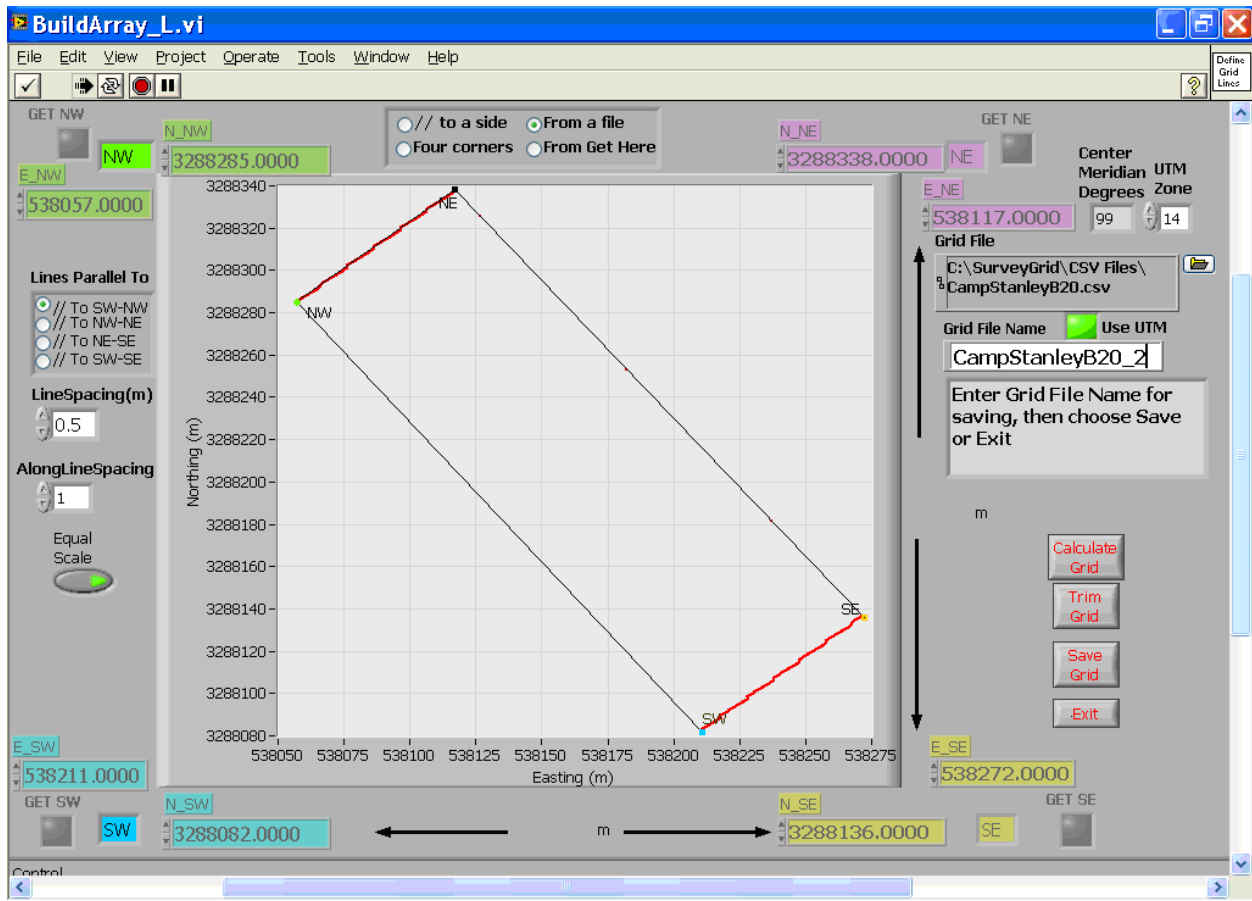 BuildArray_L.vi
File Edit View Project Operate Tools Window Help
Define
Grid
Lines
GET NW
NW
N_NW
3288285.0000
E_NW
538057.0000
// to a side From a file
Four corners From Get Here
N_NE
3288338.0000
NE
GET NE
E_NE
538117.0000
Center
Meridian
Degrees
99
UTM
Zone
14
Grid File
C:\SurveyGrid\CSV Files\
CampStanleyB20.csv
Grid File Name
Use UTM
CampStanleyB20_2
Enter Grid File Name for
saving, then choose Save
or Exit
m
Calculate
Grid
Trim
Grid
Save
Grid
Exit
Lines Parallel To
// To SW-NW
// To NW-NE
// To NE-SE
// To SW-SE
LineSpacing(m)
0.5
AlongLineSpacing
1
Equal
Scale
Northing (m)
3288340
3288320
3288300
3288280
3288260
3288240
3288220
3288200
3288180
3288160
3288140
3288120
3288100
3288080
NE
NW
SE
SW
538050 538075 538100 538125 538150 538175 538200 538225 538250 538275
Easting (m)
E_SW
538211.0000
GET SW
SW
N_SW
3288082.0000
m
N_SE
3288136.0000
SE
E_SE
538272.0000
GET SE
Control